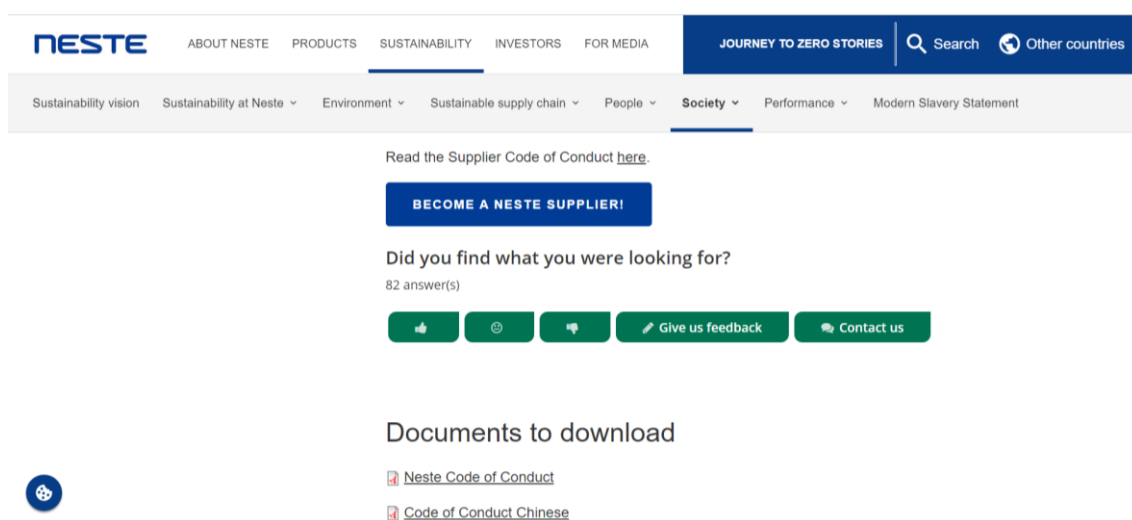 NESTE
ABOUT NESTE PRODUCTS SUSTAINABILITY INVESTORS FOR MEDIA JOURNEY TO ZERO STORIES Search Other countries
Sustainability vision Sustainability at Neste Environment Sustainable supply chain People Society Performance Modern Slavery Statement
Read the Supplier Code of Conduct here.
BECOME A NESTE SUPPLIER!
Did you find what you were looking for?
82 answer(s)
Give us feedback Contact us
Documents to download
Neste Code of Conduct
Code of Conduct Chinese